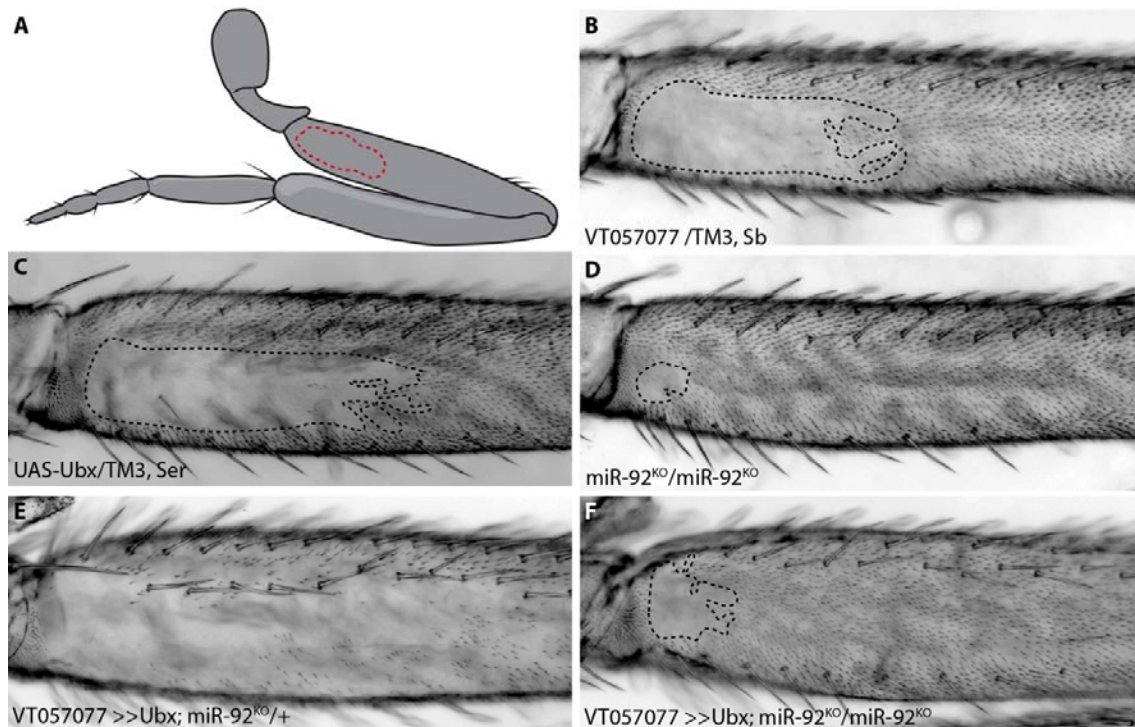 A
B
VT057077 /TM3, Sb
C
UAS-Ubx/TM3, Ser
D
miR-92ᴷᴼ/miR-92ᴷᴼ
E
VT057077 >>Ubx; miR-92ᴷᴼ/+
F
VT057077 >>Ubx; miR-92ᴷᴼ/miR-92ᴷᴼ